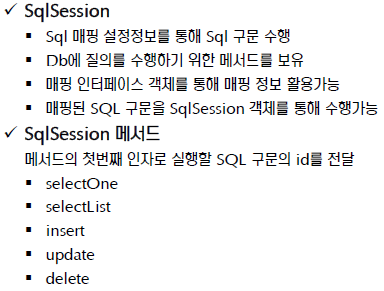 ✓ SqlSession
▪ Sql 매핑 설정정보를 통해 Sql 구문 수행
▪ Db에 질의를 수행하기 위한 메서드를 보유
▪ 매핑 인터페이스 객체를 통해 매핑 정보 활용가능
▪ 매핑된 SQL 구문을 SqlSession 객체를 통해 수행가능
✓ SqlSession 메서드
메서드의 첫번째 인자로 실행할 SQL 구문의 id를 전달
▪ selectOne
▪ selectList
▪ insert
▪ update
▪ delete